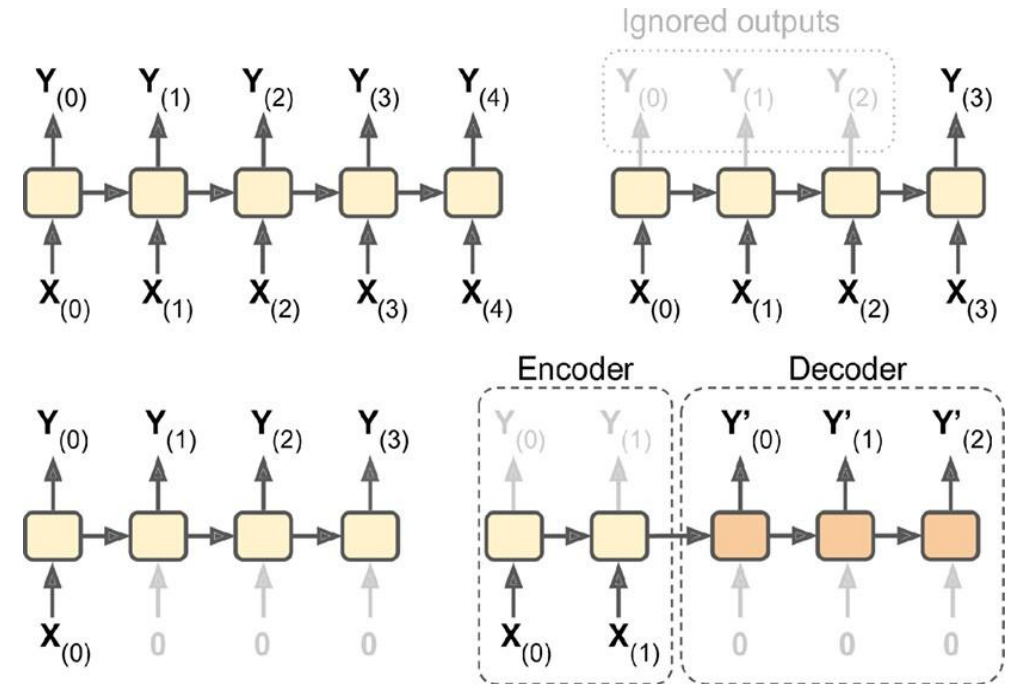 Ignored outputs
Y(0) Y(1) Y(2) Y(3) Y(4)
Y(0) Y(1) Y(2) Y(3)
X(0) X(1) X(2) X(3) X(4)
X(0) X(1) X(2) X(3)
Encoder
Decoder
Y(0) Y(1) Y(2) Y(3)
Y(0) Y(1)
Y’(0) Y’(1) Y’(2)
X(0) 0 0 0
X(0) X(1)
0 0 0